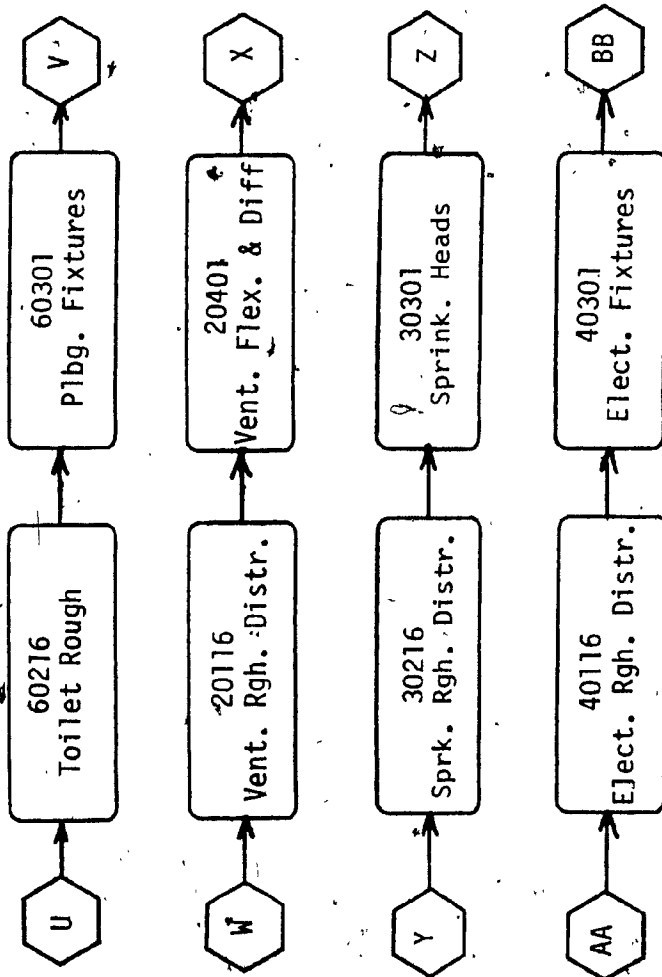 U
60216
Toilet Rough
60301
Plbg. Fixtures
V
W
20116
Vent. Rgh. Distr.
20401
Vent. Flex. & Diff
X
Y
30216
Sprk. Rgh. Distr.
30301
Sprink. Heads
Z
AA
40116
Elect. Rgh. Distr.
40301
Elect. Fixtures
BB